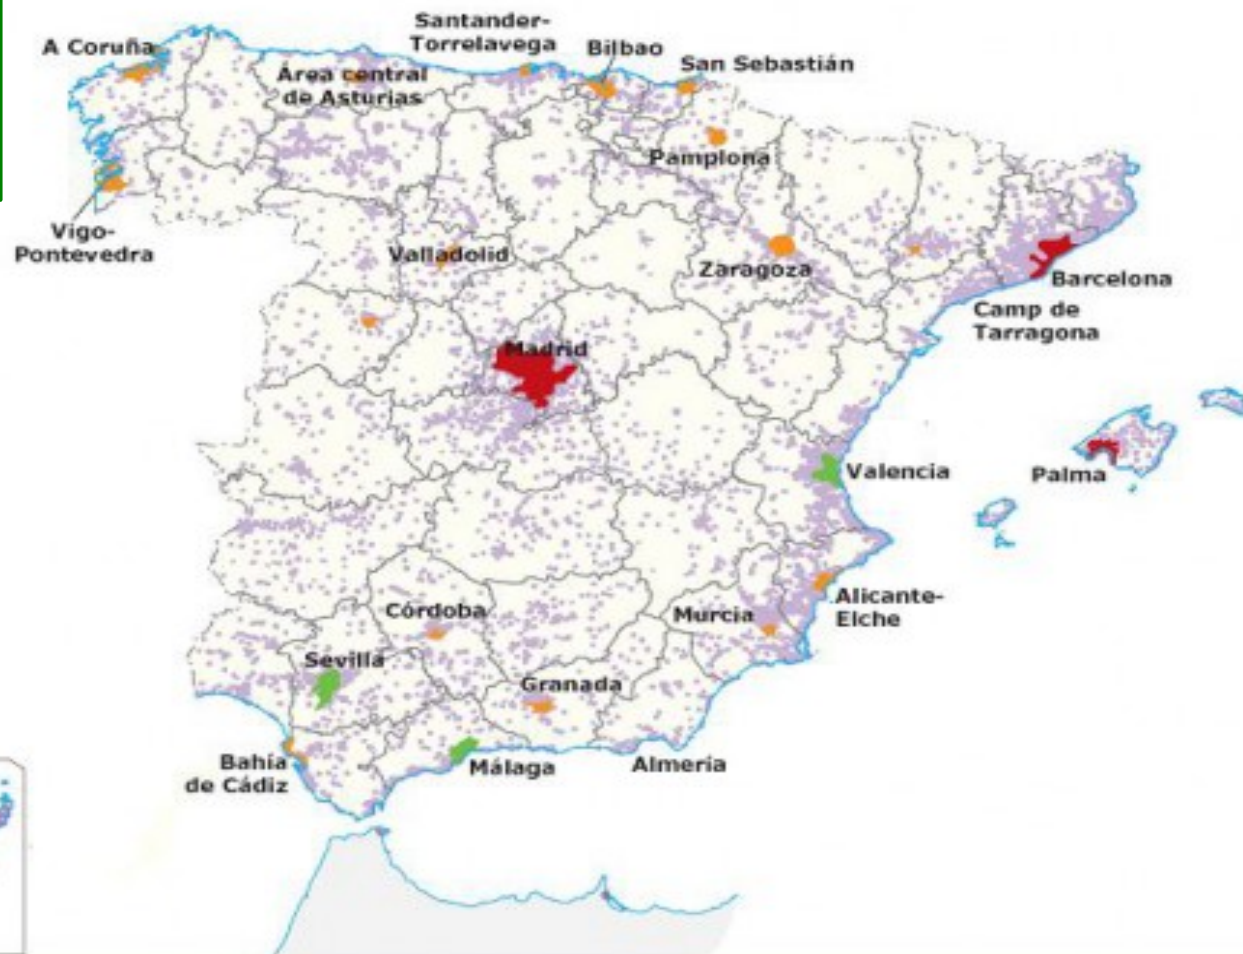 Santander-
Torrelavega
A Coruña
Bilbao
San Sebastián
Área central
de Asturias
Pamplona
Vigo-
Pontevedra
Valladolid
Zaragoza
Barcelona
Camp de
Tarragona
Madrid
Valencia
Palma
Alicante-
Elche
Córdoba
Murcia
Sevilla
Granada
Bahía
de Cádiz
Málaga
Almería